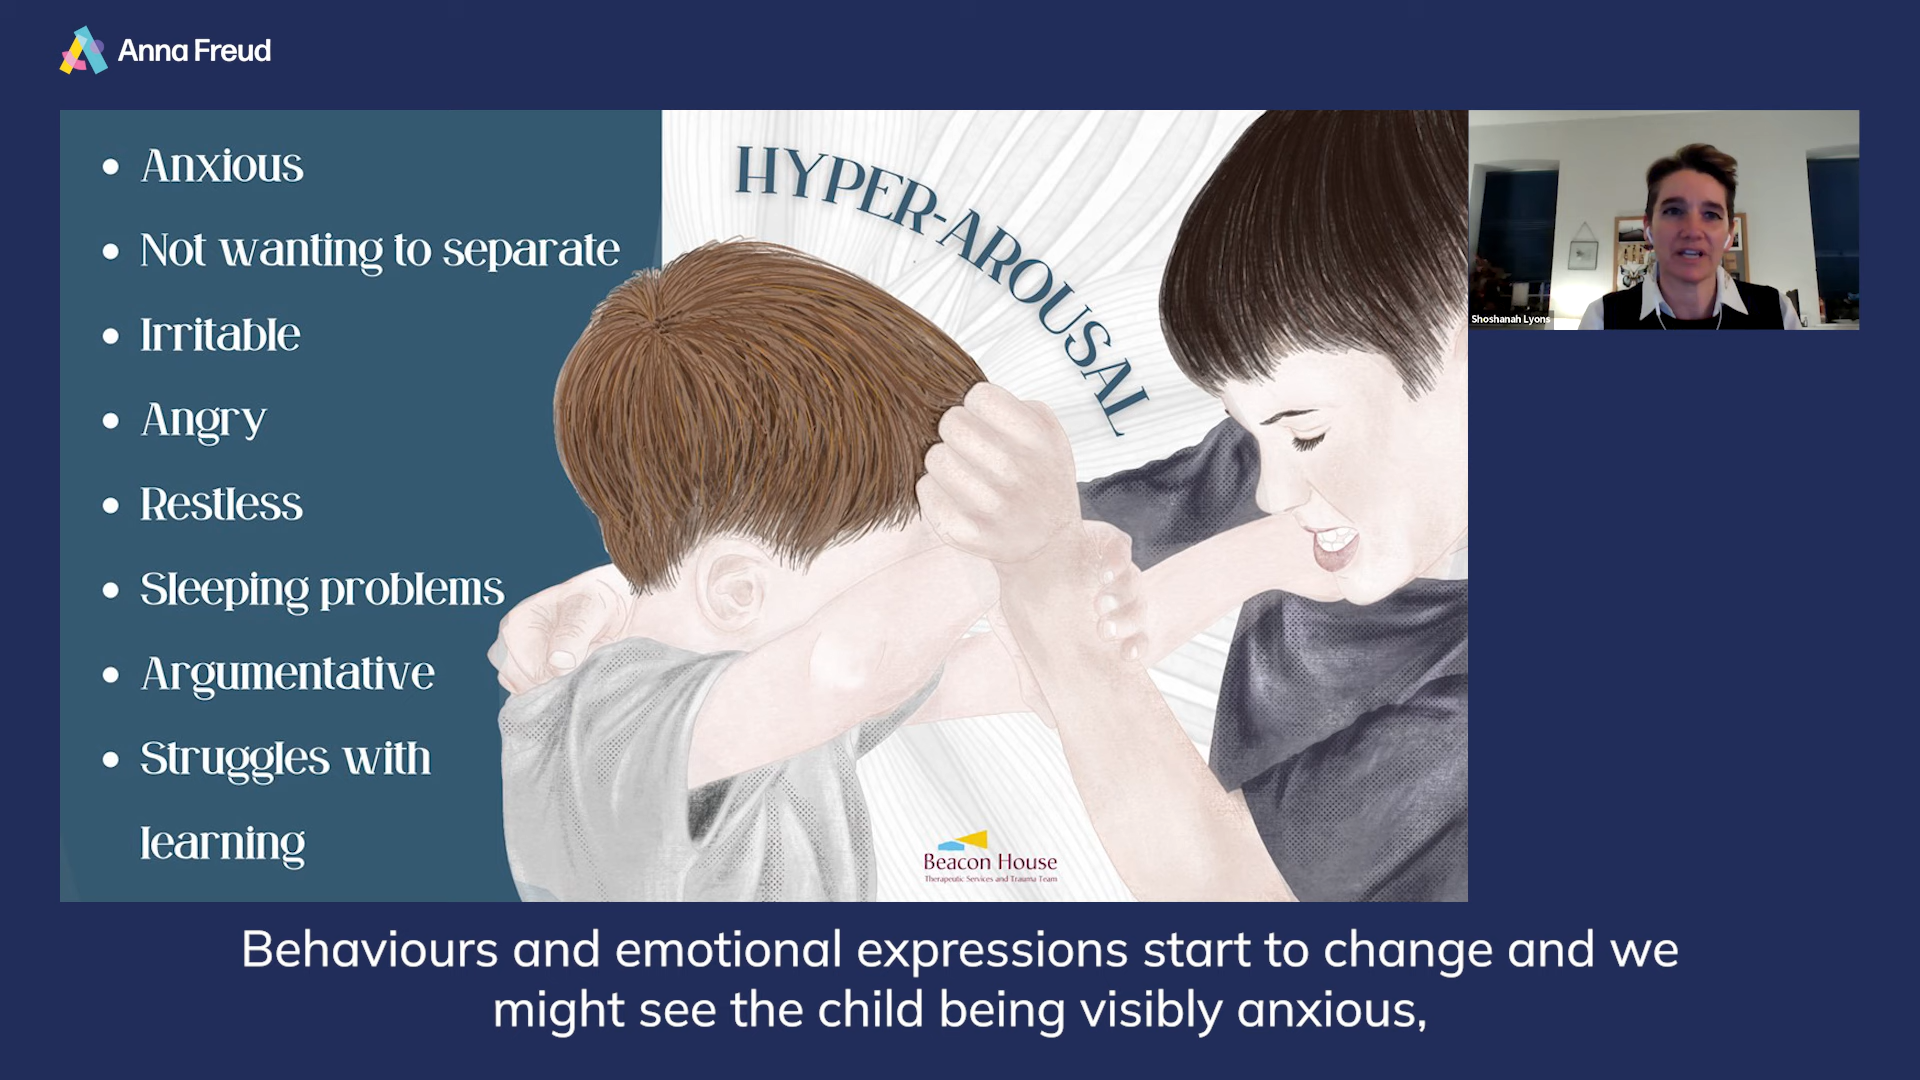 Anna Freud
Anxious
Not wanting to separate
Irritable
Angry
Restless
Sleeping problems
Argumentative
Struggles with
learning
HYPER-AROUSAL
Beacon House
Therapeutic Services and Trauma Team
Shoshanah Lyons
Behaviours and emotional expressions start to change and we
might see the child being visibly anxious,